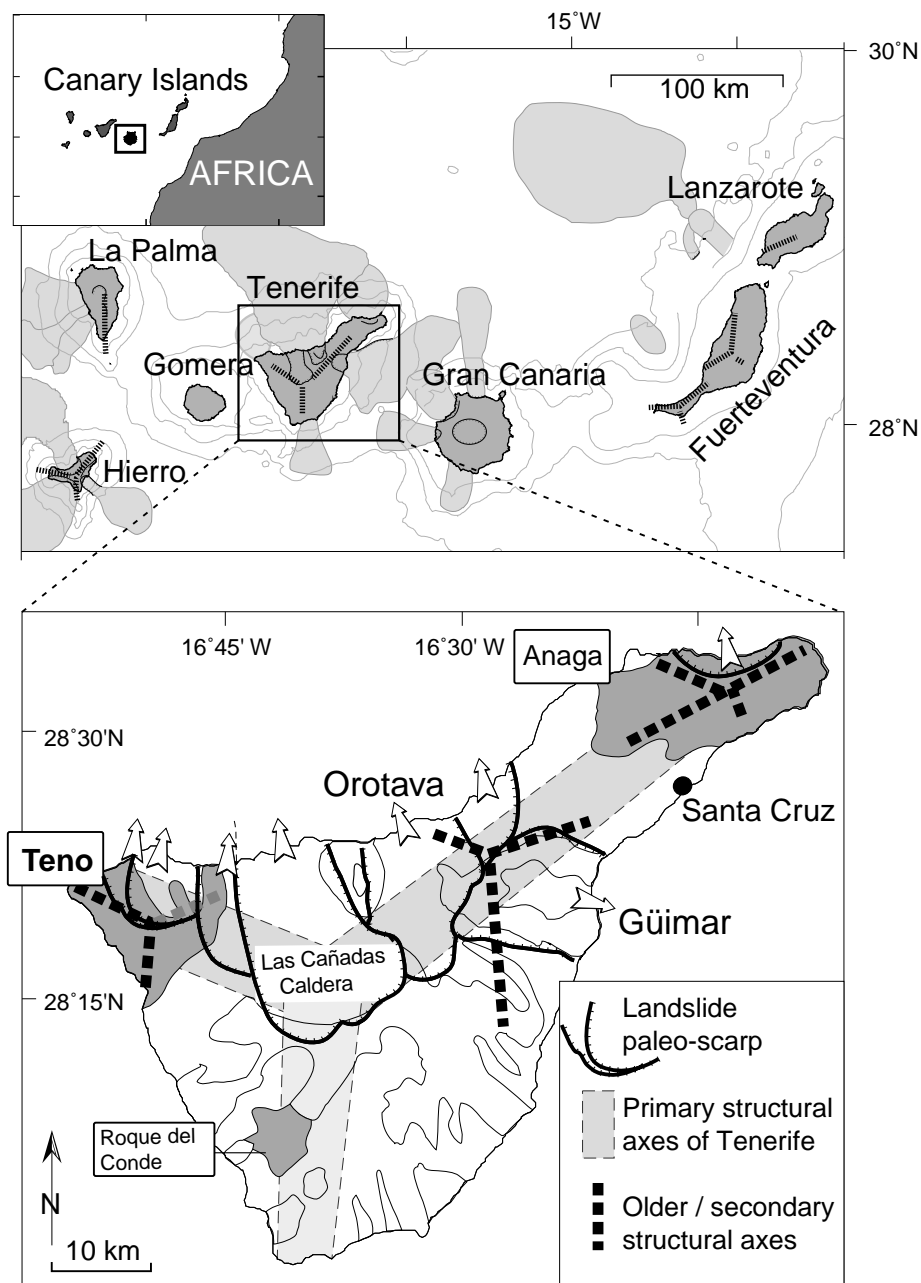 15˚W
30˚N
Canary Islands
100 km
AFRICA
Lanzarote
La Palma
Tenerife
Gomera
Gran Canaria
Fuerteventura
28˚N
Hierro
16˚45' W
16˚30' W
Anaga
28˚30'N
Orotava
Santa Cruz
Teno
Güimar
Las Cañadas
Caldera
28˚15'N
Landslide
paleo-scarp
Primary structural
axes of Tenerife
Roque del
Conde
N
Older / secondary
structural axes
10 km